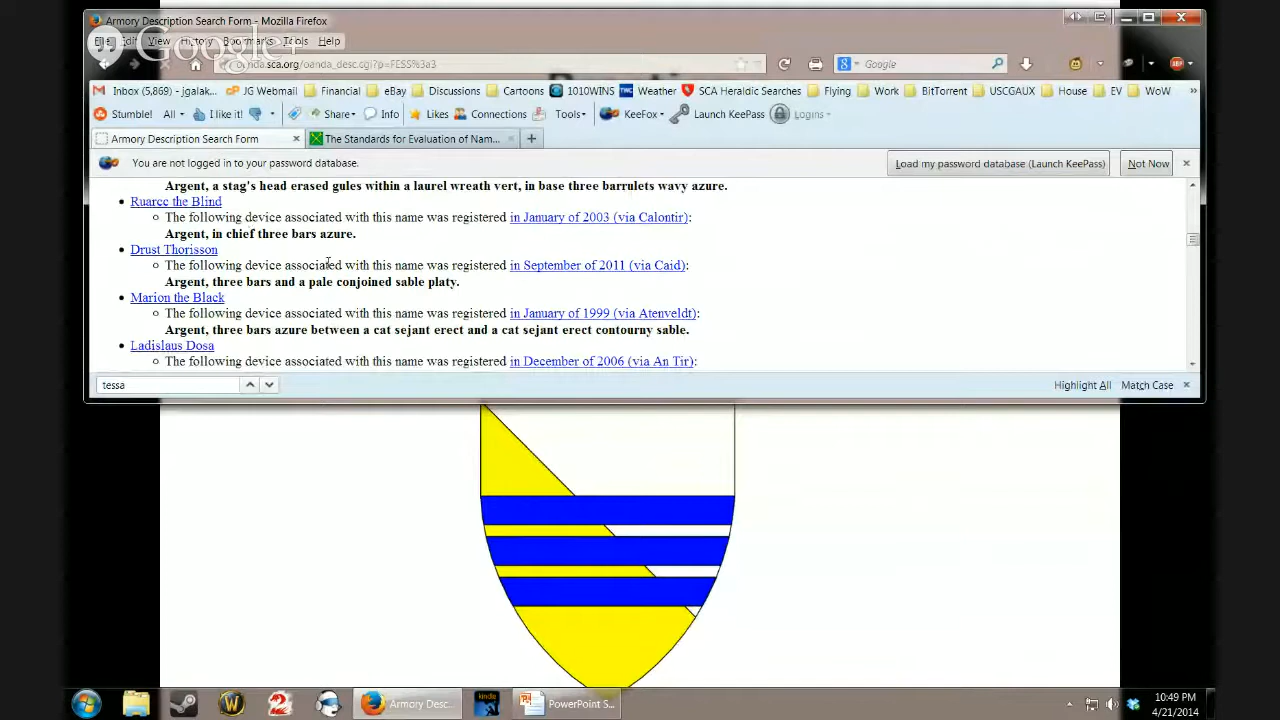 Armory Description Search Form - Mozilla Firefox
Google+
File Edit View History Bookmarks Tools Help
oanda.sca.org/oanda_desc.cgi?p=FESS%3a3
Google
Inbox (5,869) - jgalak... JG Webmail Financial eBay Discussions Cartoons 1010WINS Weather SCA Heraldic Searches Flying Work BitTorrent USCGAUX House EV WoW »
Stumble! All I like it! Share Info Likes Connections Tools KeeFox Launch KeePass Logins
Armory Description Search Form × The Standards for Evaluation of Nam... × +
You are not logged in to your password database. Load my password database (Launch KeePass) Not Now ×
Argent, a stag's head erased gules within a laurel wreath vert, in base three barrulets wavy azure.
Ruarcc the Blind
The following device associated with this name was registered in January of 2003 (via Calontir):
Argent, in chief three bars azure.
Drust Thorisson
The following device associated with this name was registered in September of 2011 (via Caid):
Argent, three bars and a pale conjoined sable platy.
Marion the Black
The following device associated with this name was registered in January of 1999 (via Atenveldt):
Argent, three bars azure between a cat sejant erect and a cat sejant erect contourny sable.
Ladislaus Dosa
The following device associated with this name was registered in December of 2006 (via An Tir):
tessa Highlight All Match Case ×
Armory Desc... kindle PowerPoint S... 10:49 PM
4/21/2014